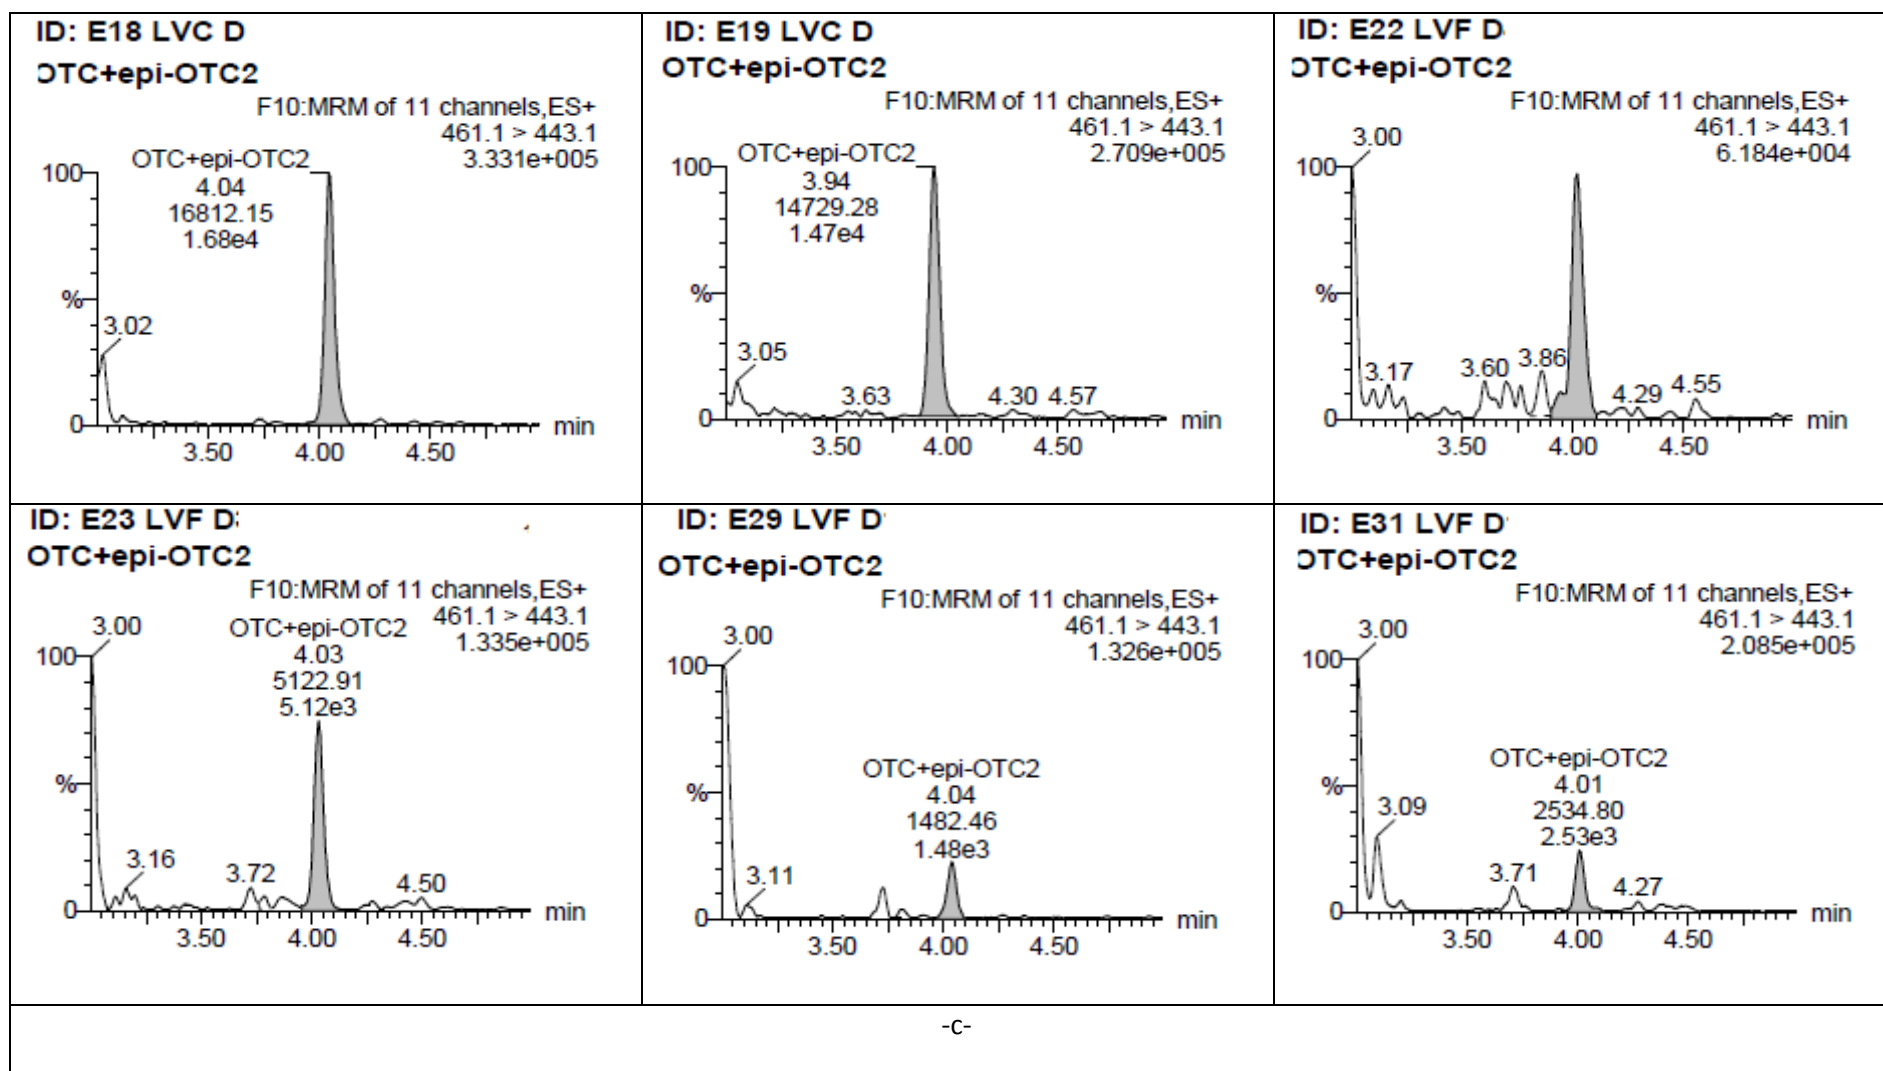 ID: E18 LVC D
OTC+epi-OTC2
F10:MRM of 11 channels,ES+
461.1 > 443.1
3.331e+005
OTC+epi-OTC2
4.04
16812.15
1.68e4
100
%
0
3.02
3.50 4.00 4.50
min
ID: E19 LVC D
OTC+epi-OTC2
F10:MRM of 11 channels,ES+
461.1 > 443.1
2.709e+005
OTC+epi-OTC2
3.94
14729.28
1.47e4
100
%
0
3.05
3.63
4.30 4.57
3.50 4.00 4.50
min
ID: E22 LVF D
OTC+epi-OTC2
F10:MRM of 11 channels,ES+
461.1 > 443.1
6.184e+004
3.00
100
%
0
3.17
3.60
3.86
4.29
4.55
3.50 4.00 4.50
min
ID: E23 LVF D
OTC+epi-OTC2
F10:MRM of 11 channels,ES+
461.1 > 443.1
1.335e+005
3.00
OTC+epi-OTC2
4.03
5122.91
5.12e3
100
%
0
3.16
3.72
4.50
3.50 4.00 4.50
min
ID: E29 LVF D
OTC+epi-OTC2
F10:MRM of 11 channels,ES+
461.1 > 443.1
1.326e+005
3.00
100
OTC+epi-OTC2
4.04
1482.46
1.48e3
%
0
3.11
3.50 4.00 4.50
min
ID: E31 LVF D
OTC+epi-OTC2
F10:MRM of 11 channels,ES+
461.1 > 443.1
2.085e+005
3.00
100
OTC+epi-OTC2
4.01
2534.80
2.53e3
%
0
3.09
3.71
4.27
3.50 4.00 4.50
min
-c-